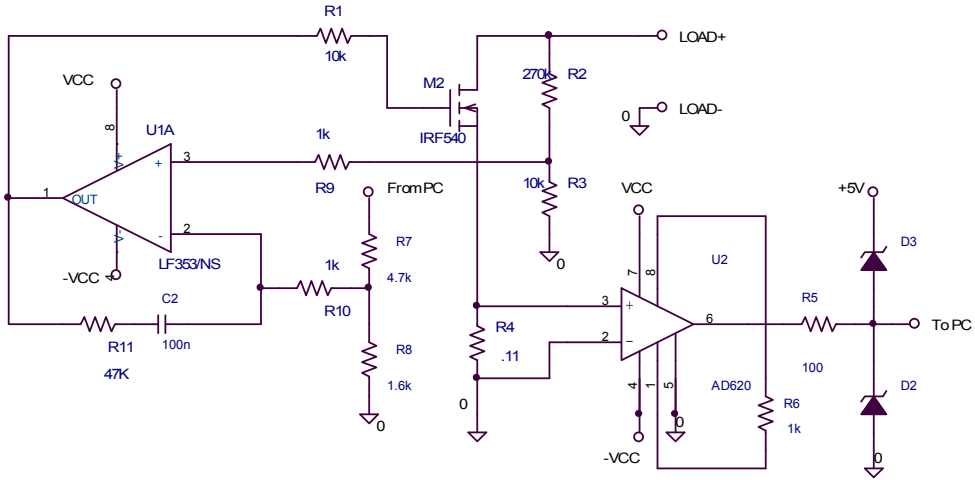 R1
10k
LOAD+
VCC
M2
270k
R2
LOAD-
0
8
U1A
IRF540
V+
+
3
1k
R9
10k
R3
1
OUT
From PC
VCC
+5V
-
2
V-
4
LF353/NS
-VCC
R7
4.7k
0
7
8
U2
D3
C2
1k
R10
3
+
R5
6
To PC
R11
100n
47K
R8
1.6k
R4
.11
2
−
100
AD620
D2
4
1
5
0
0
0
R6
1k
-VCC
0